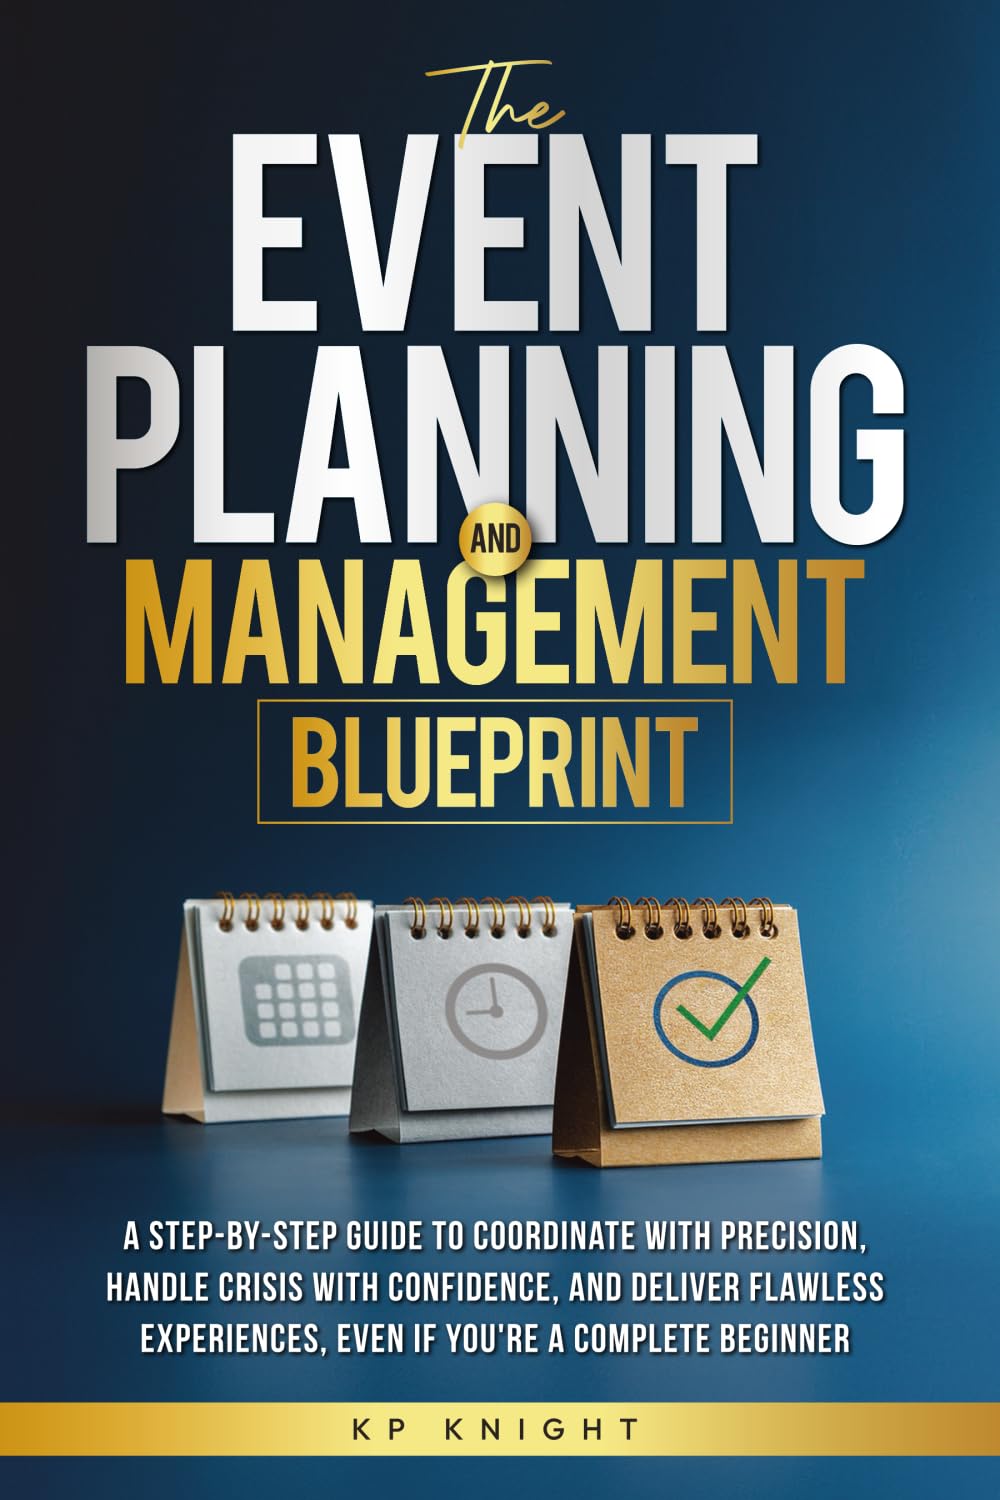 The
EVENT
PLANNING
AND
MANAGEMENT
BLUEPRINT
A STEP-BY-STEP GUIDE TO COORDINATE WITH PRECISION,
HANDLE CRISIS WITH CONFIDENCE, AND DELIVER FLAWLESS
EXPERIENCES, EVEN IF YOU'RE A COMPLETE BEGINNER
KP KNIGHT